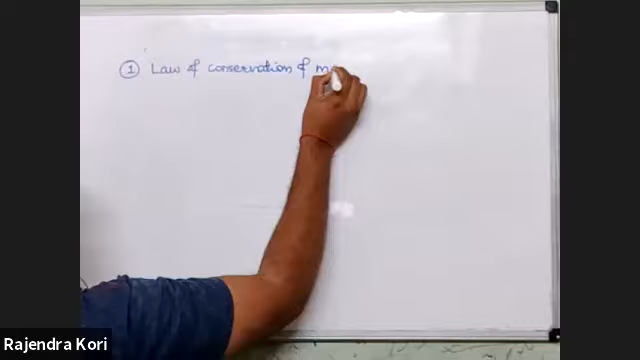 ① Law of conservation of
Rajendra Kori